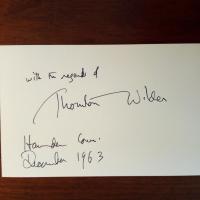 with the regards of
Thornton Wilder
Hamden Conn.
December 1963